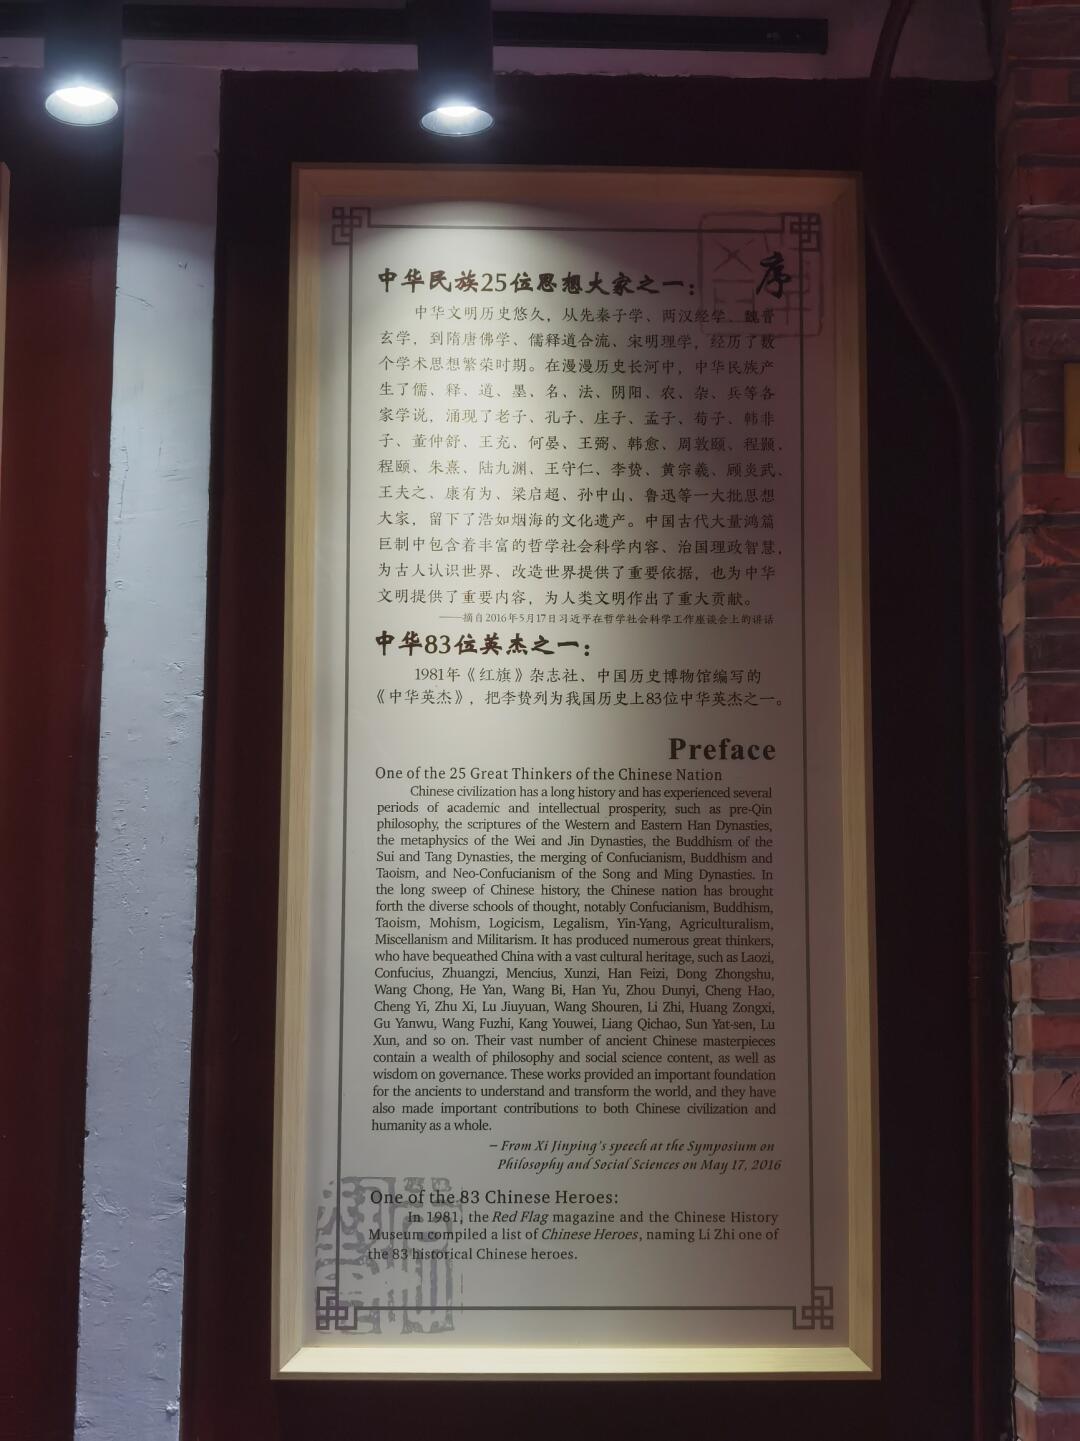 序
中华民族25位思想大家之一：
中华文明历史悠久，从先秦子学、两汉经学、魏晋
玄学，到隋唐佛学、儒释道合流、宋明理学，经历了数
个学术思想繁荣时期。在漫漫历史长河中，中华民族产
生了儒、释、道、墨、名、法、阴阳、农、杂、兵等各
家学说，涌现了老子、孔子、庄子、孟子、荀子、韩非
子、董仲舒、王充、何晏、王弼、韩愈、周敦颐、程颢、
程颐、朱熹、陆九渊、王守仁、李贽、黄宗羲、顾炎武、
王夫之、康有为、梁启超、孙中山、鲁迅等一大批思想
大家，留下了浩如烟海的文化遗产。中国古代大量鸿篇
巨制中包含着丰富的哲学社会科学内容、治国理政智慧，
为古人认识世界、改造世界提供了重要依据，也为中华
文明提供了重要内容，为人类文明作出了重大贡献。
——摘自2016年5月17日习近平在哲学社会科学工作座谈会上的讲话
中华83位英杰之一：
1981年《红旗》杂志社、中国历史博物馆编写的
《中华英杰》，把李贽列为我国历史上83位中华英杰之一。
Preface
One of the 25 Great Thinkers of the Chinese Nation
Chinese civilization has a long history and has experienced several
periods of academic and intellectual prosperity, such as pre-Qin
philosophy, the scriptures of the Western and Eastern Han Dynasties,
the metaphysics of the Wei and Jin Dynasties, the Buddhism of the
Sui and Tang Dynasties, the merging of Confucianism, Buddhism and
Taoism, and Neo-Confucianism of the Song and Ming Dynasties. In
the long sweep of Chinese history, the Chinese nation has brought
forth the diverse schools of thought, notably Confucianism, Buddhism,
Taoism, Mohism, Logicism, Legalism, Yin-Yang, Agriculturalism,
Miscellanism and Militarism. It has produced numerous great thinkers,
who have bequeathed China with a vast cultural heritage, such as Laozi,
Confucius, Zhuangzi, Mencius, Xunzi, Han Feizi, Dong Zhongshu,
Wang Chong, He Yan, Wang Bi, Han Yu, Zhou Dunyi, Cheng Hao,
Cheng Yi, Zhu Xi, Lu Jiuyuan, Wang Shouren, Li Zhi, Huang Zongxi,
Gu Yanwu, Wang Fuzhi, Kang Youwei, Liang Qichao, Sun Yat-sen, Lu
Xun, and so on. Their vast number of ancient Chinese masterpieces
contain a wealth of philosophy and social science content, as well as
wisdom on governance. These works provided an important foundation
for the ancients to understand and transform the world, and they have
also made important contributions to both Chinese civilization and
humanity as a whole.
– From Xi Jinping's speech at the Symposium on
Philosophy and Social Sciences on May 17, 2016
One of the 83 Chinese Heroes:
In 1981, the Red Flag magazine and the Chinese History
Museum compiled a list of Chinese Heroes, naming Li Zhi one of
the 83 historical Chinese heroes.